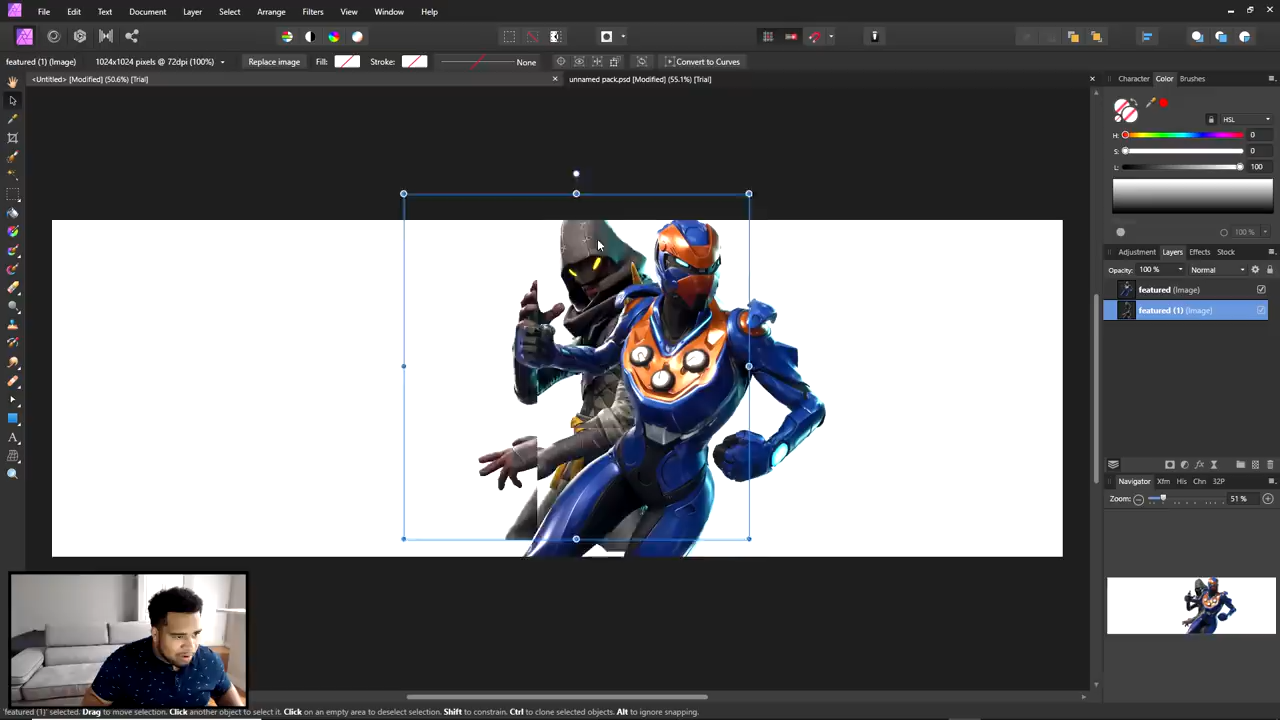 File Edit Text Document Layer Select Arrange Filters View Window Help
featured (1) (Image) 1024x1024 pixels @ 72dpi (100%) Replace image Fill: Stroke: None Convert to Curves
<Untitled> [Modified] (50.6%) [Trial] unnamed pack.psd [Modified] (55.1%) [Trial]
Character Color Brushes
HSL
H: 0
S: 0
L: 100
100 %
Adjustment Layers Effects Stock
Opacity: 100 % Normal
featured (Image)
featured (1) (Image)
Navigator Xfm His Chn 32P
Zoom: 51 %
'featured (1)' selected. Drag to move selection. Click another object to select it. Click on an empty area to deselect selection. Shift to constrain. Ctrl to clone selected objects. Alt to ignore snapping.